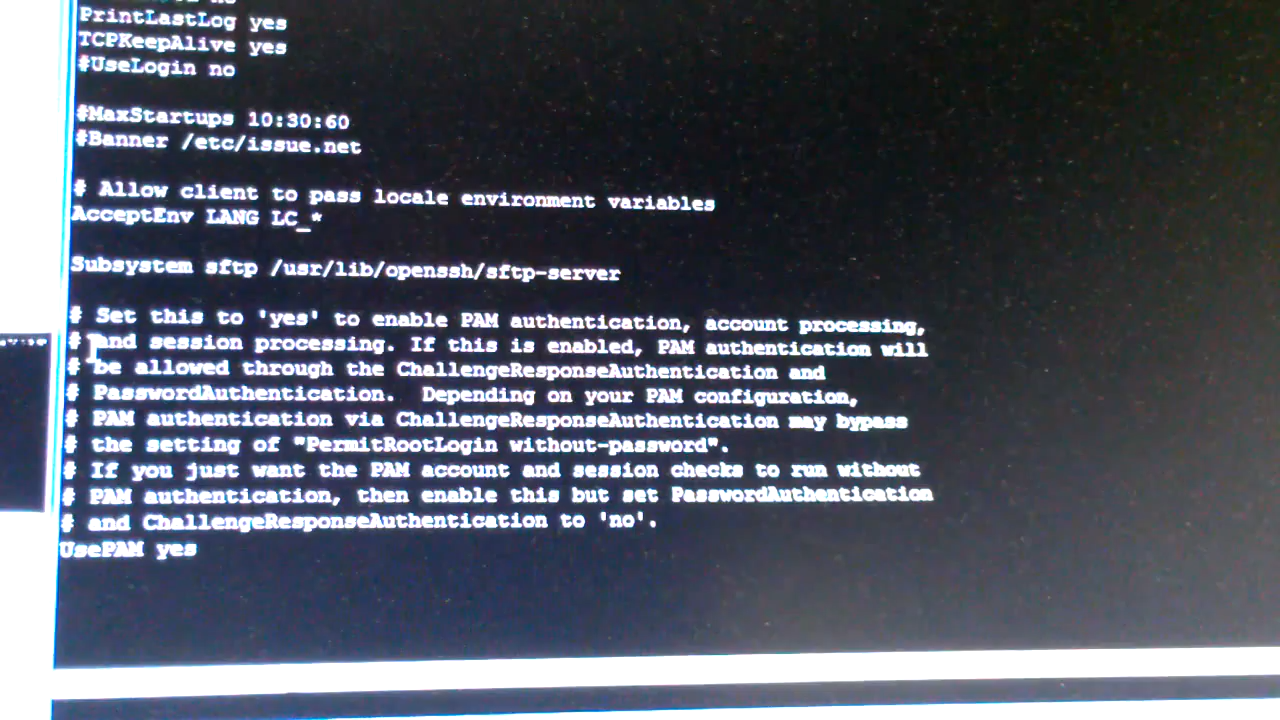 no
PrintLastLog yes
TCPKeepAlive yes
#UseLogin no
#MaxStartups 10:30:60
#Banner /etc/issue.net
# Allow client to pass locale environment variables
AcceptEnv LANG LC_*
Subsystem sftp /usr/lib/openssh/sftp-server
# Set this to 'yes' to enable PAM authentication, account processing,
# and session processing. If this is enabled, PAM authentication will
# be allowed through the ChallengeResponseAuthentication and
# PasswordAuthentication.  Depending on your PAM configuration,
# PAM authentication via ChallengeResponseAuthentication may bypass
# the setting of "PermitRootLogin without-password".
# If you just want the PAM account and session checks to run without
# PAM authentication, then enable this but set PasswordAuthentication
# and ChallengeResponseAuthentication to 'no'.
UsePAM yes